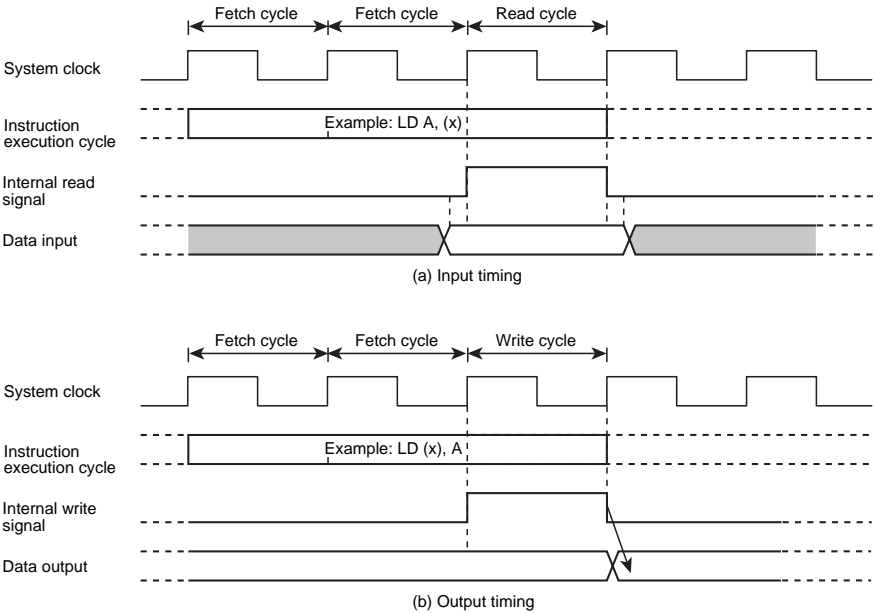 Fetch cycle Fetch cycle Read cycle
System clock
Example: LD A, (x)
Instruction
execution cycle
Internal read
signal
Data input
(a) Input timing
Fetch cycle Fetch cycle Write cycle
System clock
Example: LD (x), A
Instruction
execution cycle
Internal write
signal
Data output
(b) Output timing